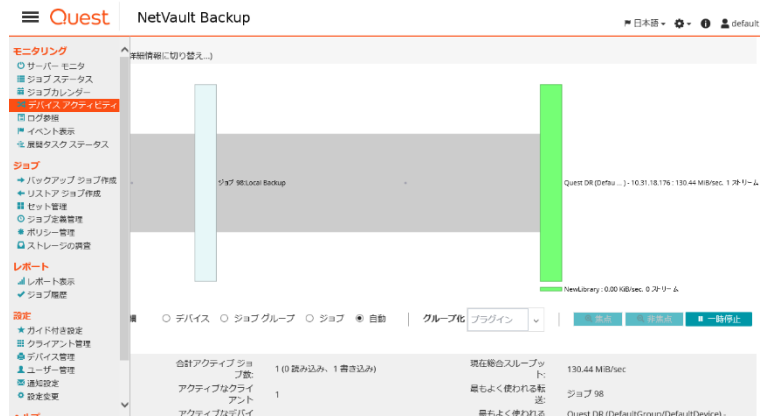 Quest NetVault Backup
日本語 default
モニタリング
サーバー モニタ
ジョブ ステータス
ジョブカレンダー
デバイス アクティビティ
ログ参照
イベント表示
展開タスク ステータス
ジョブ
バックアップ ジョブ作成
リストア ジョブ作成
セット管理
ジョブ定義管理
ポリシー管理
ストレージの調査
レポート
レポート表示
ジョブ履歴
設定
ガイド付き設定
クライアント管理
デバイス管理
ユーザー管理
通知設定
設定変更
ヘルプ
詳細情報に切り替え...)
- ジョブ 98:Local Backup - Quest DR (Defau ... ) - 10.31.18.176 : 130.44 MiB/sec. 1 ストリーム
NewLibrary : 0.00 KiB/sec. 0 ストリーム
デバイス ジョブ グループ ジョブ 自動 グループ化 プラグイン 集点 非集点 一時停止
合計アクティブ ジョブ数: 1 (0 読み込み、1 書き込み) 現在総合スループット: 130.44 MiB/sec
アクティブなクライアント 1 最もよく使われる転送: ジョブ 98
アクティブなデバイ 最もよく使われる Quest DR (DefaultGroup/DefaultDevice) -